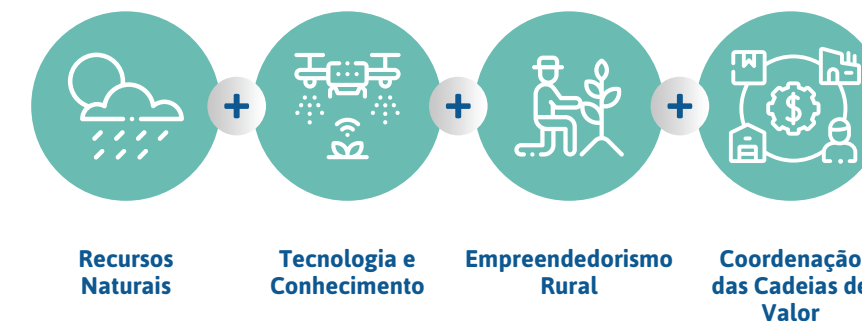 Recursos
Naturais
Tecnologia e
Conhecimento
Empreendedorismo
Rural
Coordenação
das Cadeias de
Valor